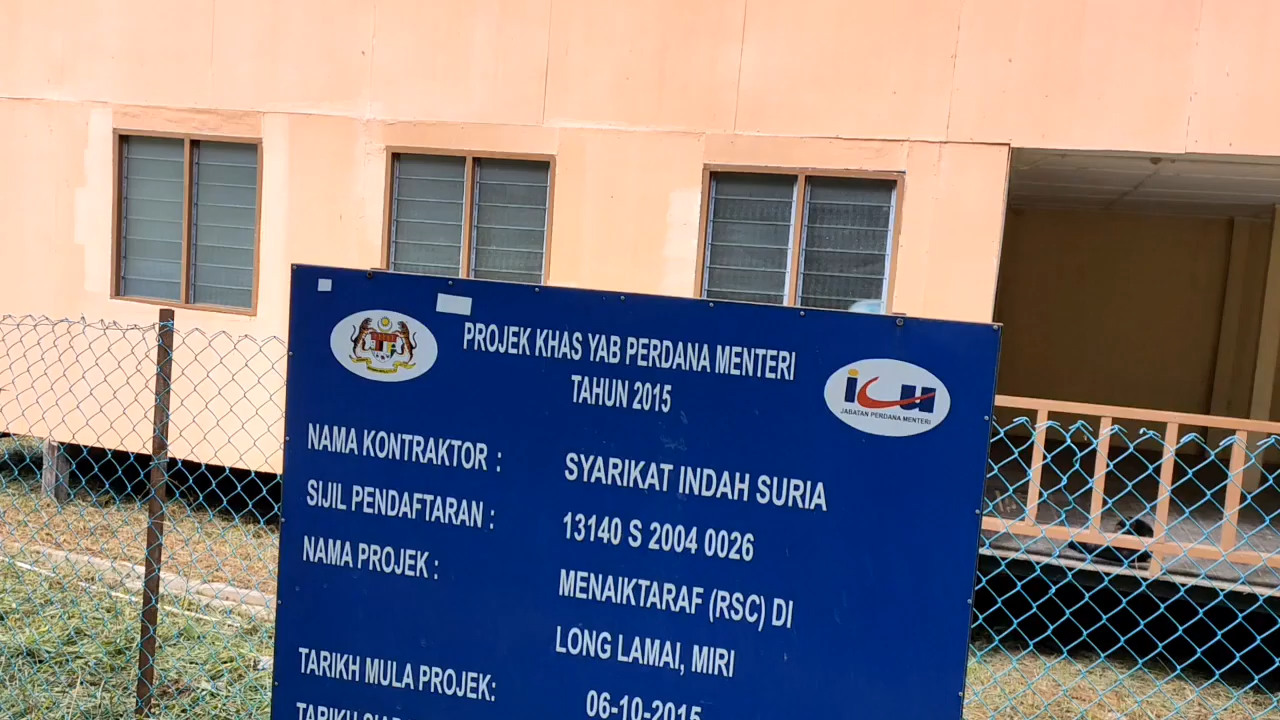 PROJEK KHAS YAB PERDANA MENTERI
TAHUN 2015
icu
JABATAN PERDANA MENTERI
NAMA KONTRAKTOR : SYARIKAT INDAH SURIA
SIJIL PENDAFTARAN : 13140 S 2004 0026
NAMA PROJEK : MENAIKTARAF (RSC) DI
LONG LAMAI, MIRI
TARIKH MULA PROJEK: 06-10-2015
TARIKH